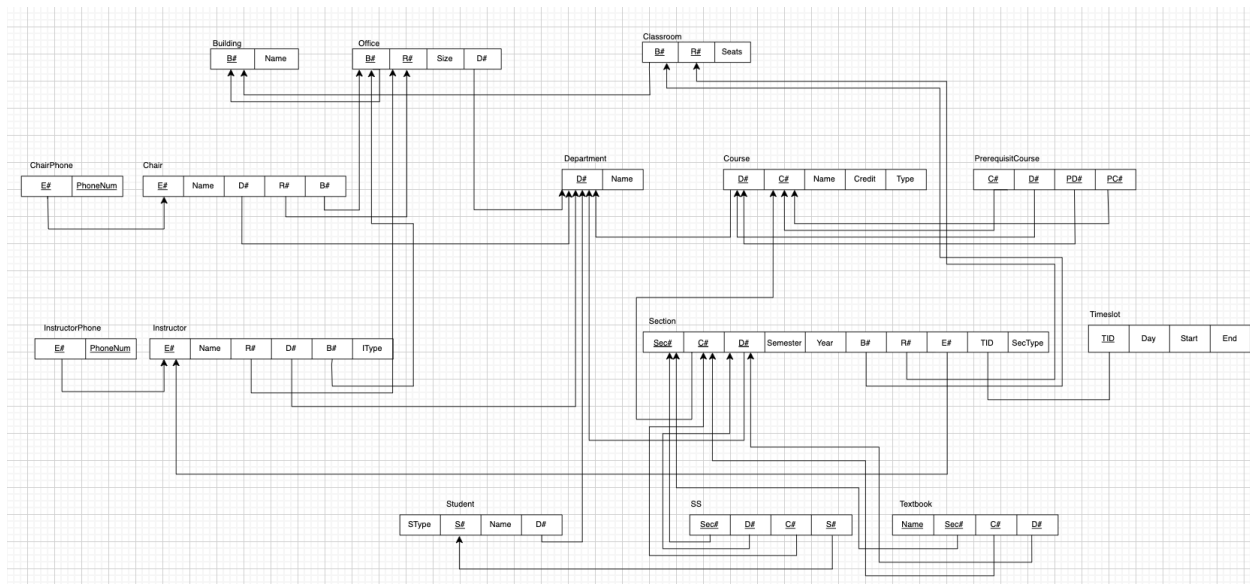 Building
B# Name
Office
B# R# Size D#
Classroom
B# R# Seats
ChairPhone
E# PhoneNum
Chair
E# Name D# R# B#
Department
D# Name
Course
D# C# Name Credit Type
PrerequisitCourse
C# D# PD# PC#
InstructorPhone
E# PhoneNum
Instructor
E# Name R# D# B# IType
Section
Sec# C# D# Semester Year B# R# E# TID SecType
Timeslot
TID Day Start End
Student
SType S# Name D#
SS
Sec# D# C# S#
Textbook
Name Sec# C# D#